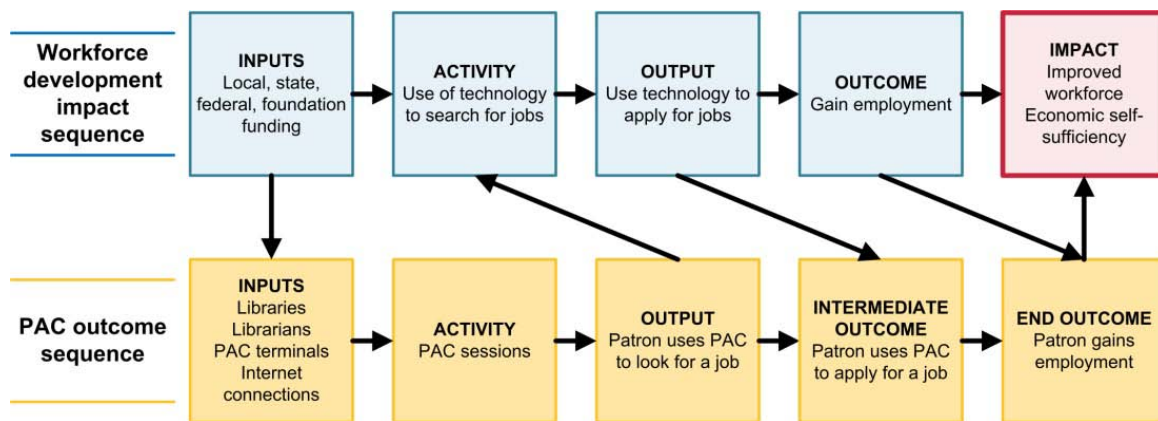 Workforce
development
impact
sequence
INPUTS
Local, state,
federal, foundation
funding
ACTIVITY
Use of technology
to search for jobs
OUTPUT
Use technology to
apply for jobs
OUTCOME
Gain employment
IMPACT
Improved
workforce
Economic self-
sufficiency
PAC outcome
sequence
INPUTS
Libraries
Librarians
PAC terminals
Internet
connections
ACTIVITY
PAC sessions
OUTPUT
Patron uses PAC
to look for a job
INTERMEDIATE
OUTCOME
Patron uses PAC
to apply for a job
END OUTCOME
Patron gains
employment